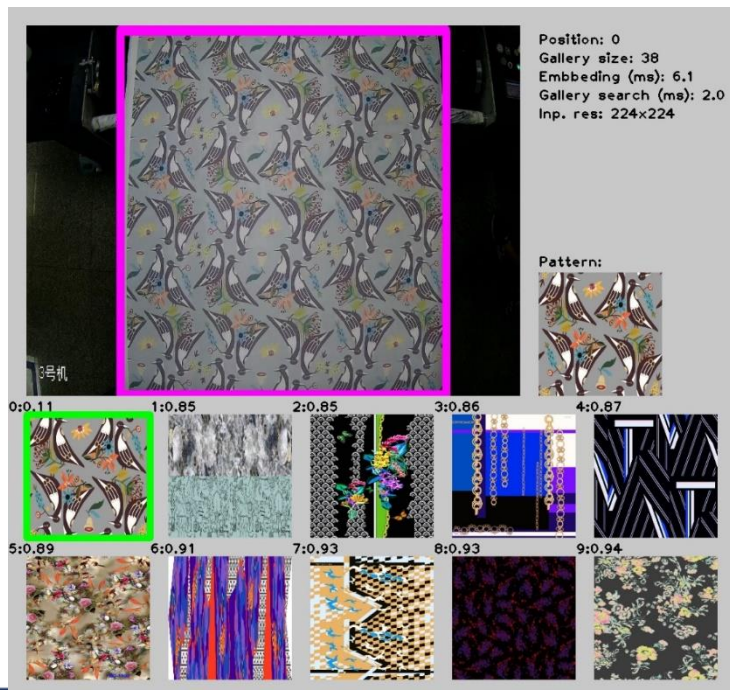 Position: 0
Gallery size: 38
Embbeding (ms): 6.1
Gallery search (ms): 2.0
Inp. res: 224x224
Pattern:
3号机
0:0.11
1:0.85
2:0.85
3:0.86
4:0.87
5:0.89
6:0.91
7:0.93
8:0.93
9:0.94